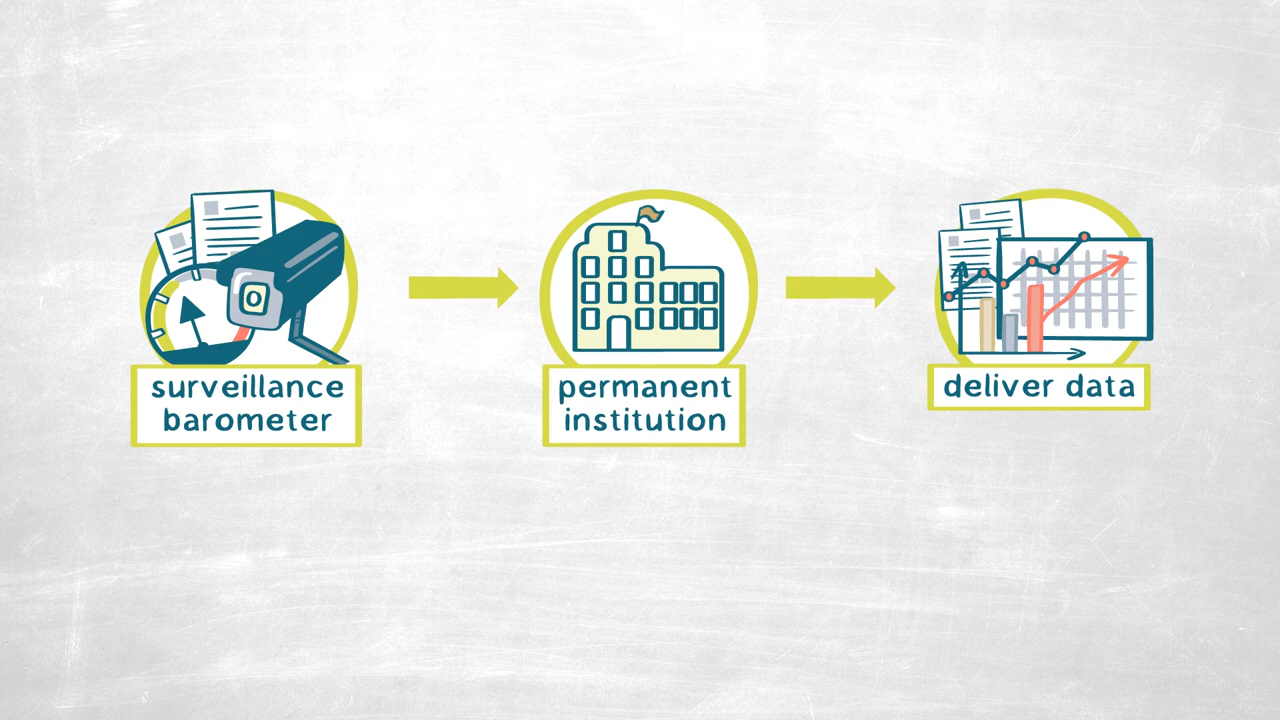 surveillance
barometer
permanent
institution
deliver data